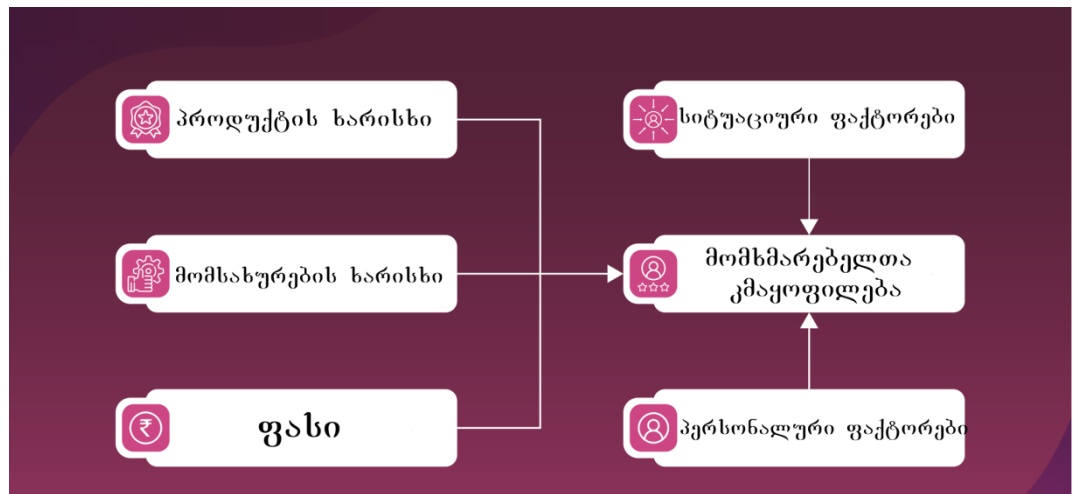 პროდუქტის ხარისხი
სიტუაციური ფაქტორები
მომსახურების ხარისხი
მომხმარებელთა
კმაყოფილება
ფასი
პერსონალური ფაქტორები